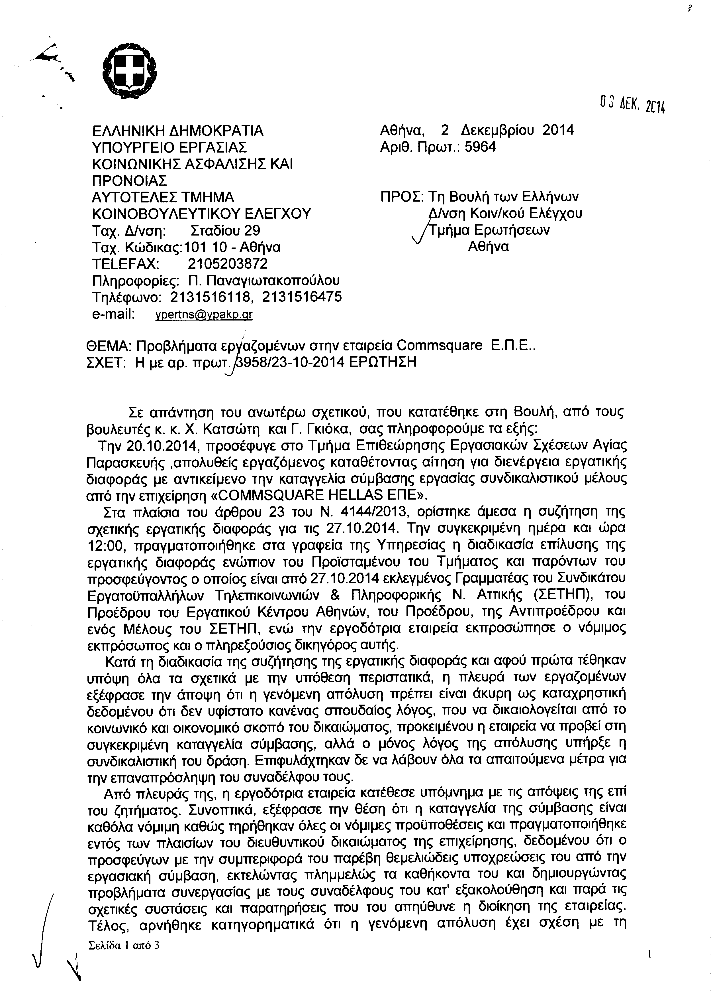 03 ΔΕΚ. 2014
ΕΛΛΗΝΙΚΗ ΔΗΜΟΚΡΑΤΙΑ
ΥΠΟΥΡΓΕΙΟ ΕΡΓΑΣΙΑΣ
ΚΟΙΝΩΝΙΚΗΣ ΑΣΦΑΛΙΣΗΣ ΚΑΙ
ΠΡΟΝΟΙΑΣ
ΑΥΤΟΤΕΛΕΣ ΤΜΗΜΑ
ΚΟΙΝΟΒΟΥΛΕΥΤΙΚΟΥ ΕΛΕΓΧΟΥ
Ταχ. Δ/νση: Σταδίου 29
Ταχ. Κώδικας:101 10 - Αθήνα
TELEFAX: 2105203872
Πληροφορίες: Π. Παναγιωτακοπούλου
Τηλέφωνο: 2131516118, 2131516475
e-mail: ypertns@ypakp.gr
Αθήνα, 2 Δεκεμβρίου 2014
Αριθ. Πρωτ.: 5964
ΠΡΟΣ: Τη Βουλή των Ελλήνων
Δ/νση Κοιν/κού Ελέγχου
Τμήμα Ερωτήσεων
Αθήνα
ΘΕΜΑ: Προβλήματα εργαζομένων στην εταιρεία Commsquare Ε.Π.Ε..
ΣΧΕΤ: Η με αρ. πρωτ. 3958/23-10-2014 ΕΡΩΤΗΣΗ
Σε απάντηση του ανωτέρω σχετικού, που κατατέθηκε στη Βουλή, από τους
βουλευτές κ. κ. Χ. Κατσώτη και Γ. Γκιόκα, σας πληροφορούμε τα εξής:
Την 20.10.2014, προσέφυγε στο Τμήμα Επιθεώρησης Εργασιακών Σχέσεων Αγίας
Παρασκευής ,απολυθείς εργαζόμενος καταθέτοντας αίτηση για διενέργεια εργατικής
διαφοράς με αντικείμενο την καταγγελία σύμβασης εργασίας συνδικαλιστικού μέλους
από την επιχείρηση «COMMSQUARE HELLAS ΕΠΕ».
Στα πλαίσια του άρθρου 23 του Ν. 4144/2013, ορίστηκε άμεσα η συζήτηση της
σχετικής εργατικής διαφοράς για τις 27.10.2014. Την συγκεκριμένη ημέρα και ώρα
12:00, πραγματοποιήθηκε στα γραφεία της Υπηρεσίας η διαδικασία επίλυσης της
εργατικής διαφοράς ενώπιον του Προϊσταμένου του Τμήματος και παρόντων του
προσφεύγοντος ο οποίος είναι από 27.10.2014 εκλεγμένος Γραμματέας του Συνδικάτου
Εργατοϋπαλλήλων Τηλεπικοινωνιών & Πληροφορικής Ν. Αττικής (ΣΕΤΗΠ), του
Προέδρου του Εργατικού Κέντρου Αθηνών, του Προέδρου, της Αντιπροέδρου και
ενός Μέλους του ΣΕΤΗΠ, ενώ την εργοδότρια εταιρεία εκπροσώπησε ο νόμιμος
εκπρόσωπος και ο πληρεξούσιος δικηγόρος αυτής.
Κατά τη διαδικασία της συζήτησης της εργατικής διαφοράς και αφού πρώτα τέθηκαν
υπόψη όλα τα σχετικά με την υπόθεση περιστατικά, η πλευρά των εργαζομένων
εξέφρασε την άποψη ότι η γενόμενη απόλυση πρέπει είναι άκυρη ως καταχρηστική
δεδομένου ότι δεν υφίστατο κανένας σπουδαίος λόγος, που να δικαιολογείται από το
κοινωνικό και οικονομικό σκοπό του δικαιώματος, προκειμένου η εταιρεία να προβεί στη
συγκεκριμένη καταγγελία σύμβασης, αλλά ο μόνος λόγος της απόλυσης υπήρξε η
συνδικαλιστική του δράση. Επιφυλάχτηκαν δε να λάβουν όλα τα απαιτούμενα μέτρα για
την επαναπρόσληψη του συναδέλφου τους.
Από πλευράς της, η εργοδότρια εταιρεία κατέθεσε υπόμνημα με τις απόψεις της επί
του ζητήματος. Συνοπτικά, εξέφρασε την θέση ότι η καταγγελία της σύμβασης είναι
καθόλα νόμιμη καθώς τηρήθηκαν όλες οι νόμιμες προϋποθέσεις και πραγματοποιήθηκε
εντός των πλαισίων του διευθυντικού δικαιώματος της επιχείρησης, δεδομένου ότι ο
προσφεύγων με την συμπεριφορά του παρέβη θεμελιώδεις υποχρεώσεις του από την
εργασιακή σύμβαση, εκτελώντας πλημμελώς τα καθήκοντα του και δημιουργώντας
προβλήματα συνεργασίας με τους συναδέλφους του κατ' εξακολούθηση και παρά τις
σχετικές συστάσεις και παρατηρήσεις που του απηύθυνε η διοίκηση της εταιρείας.
Τέλος, αρνήθηκε κατηγορηματικά ότι η γενόμενη απόλυση έχει σχέση με τη
Σελίδα 1 από 3
1